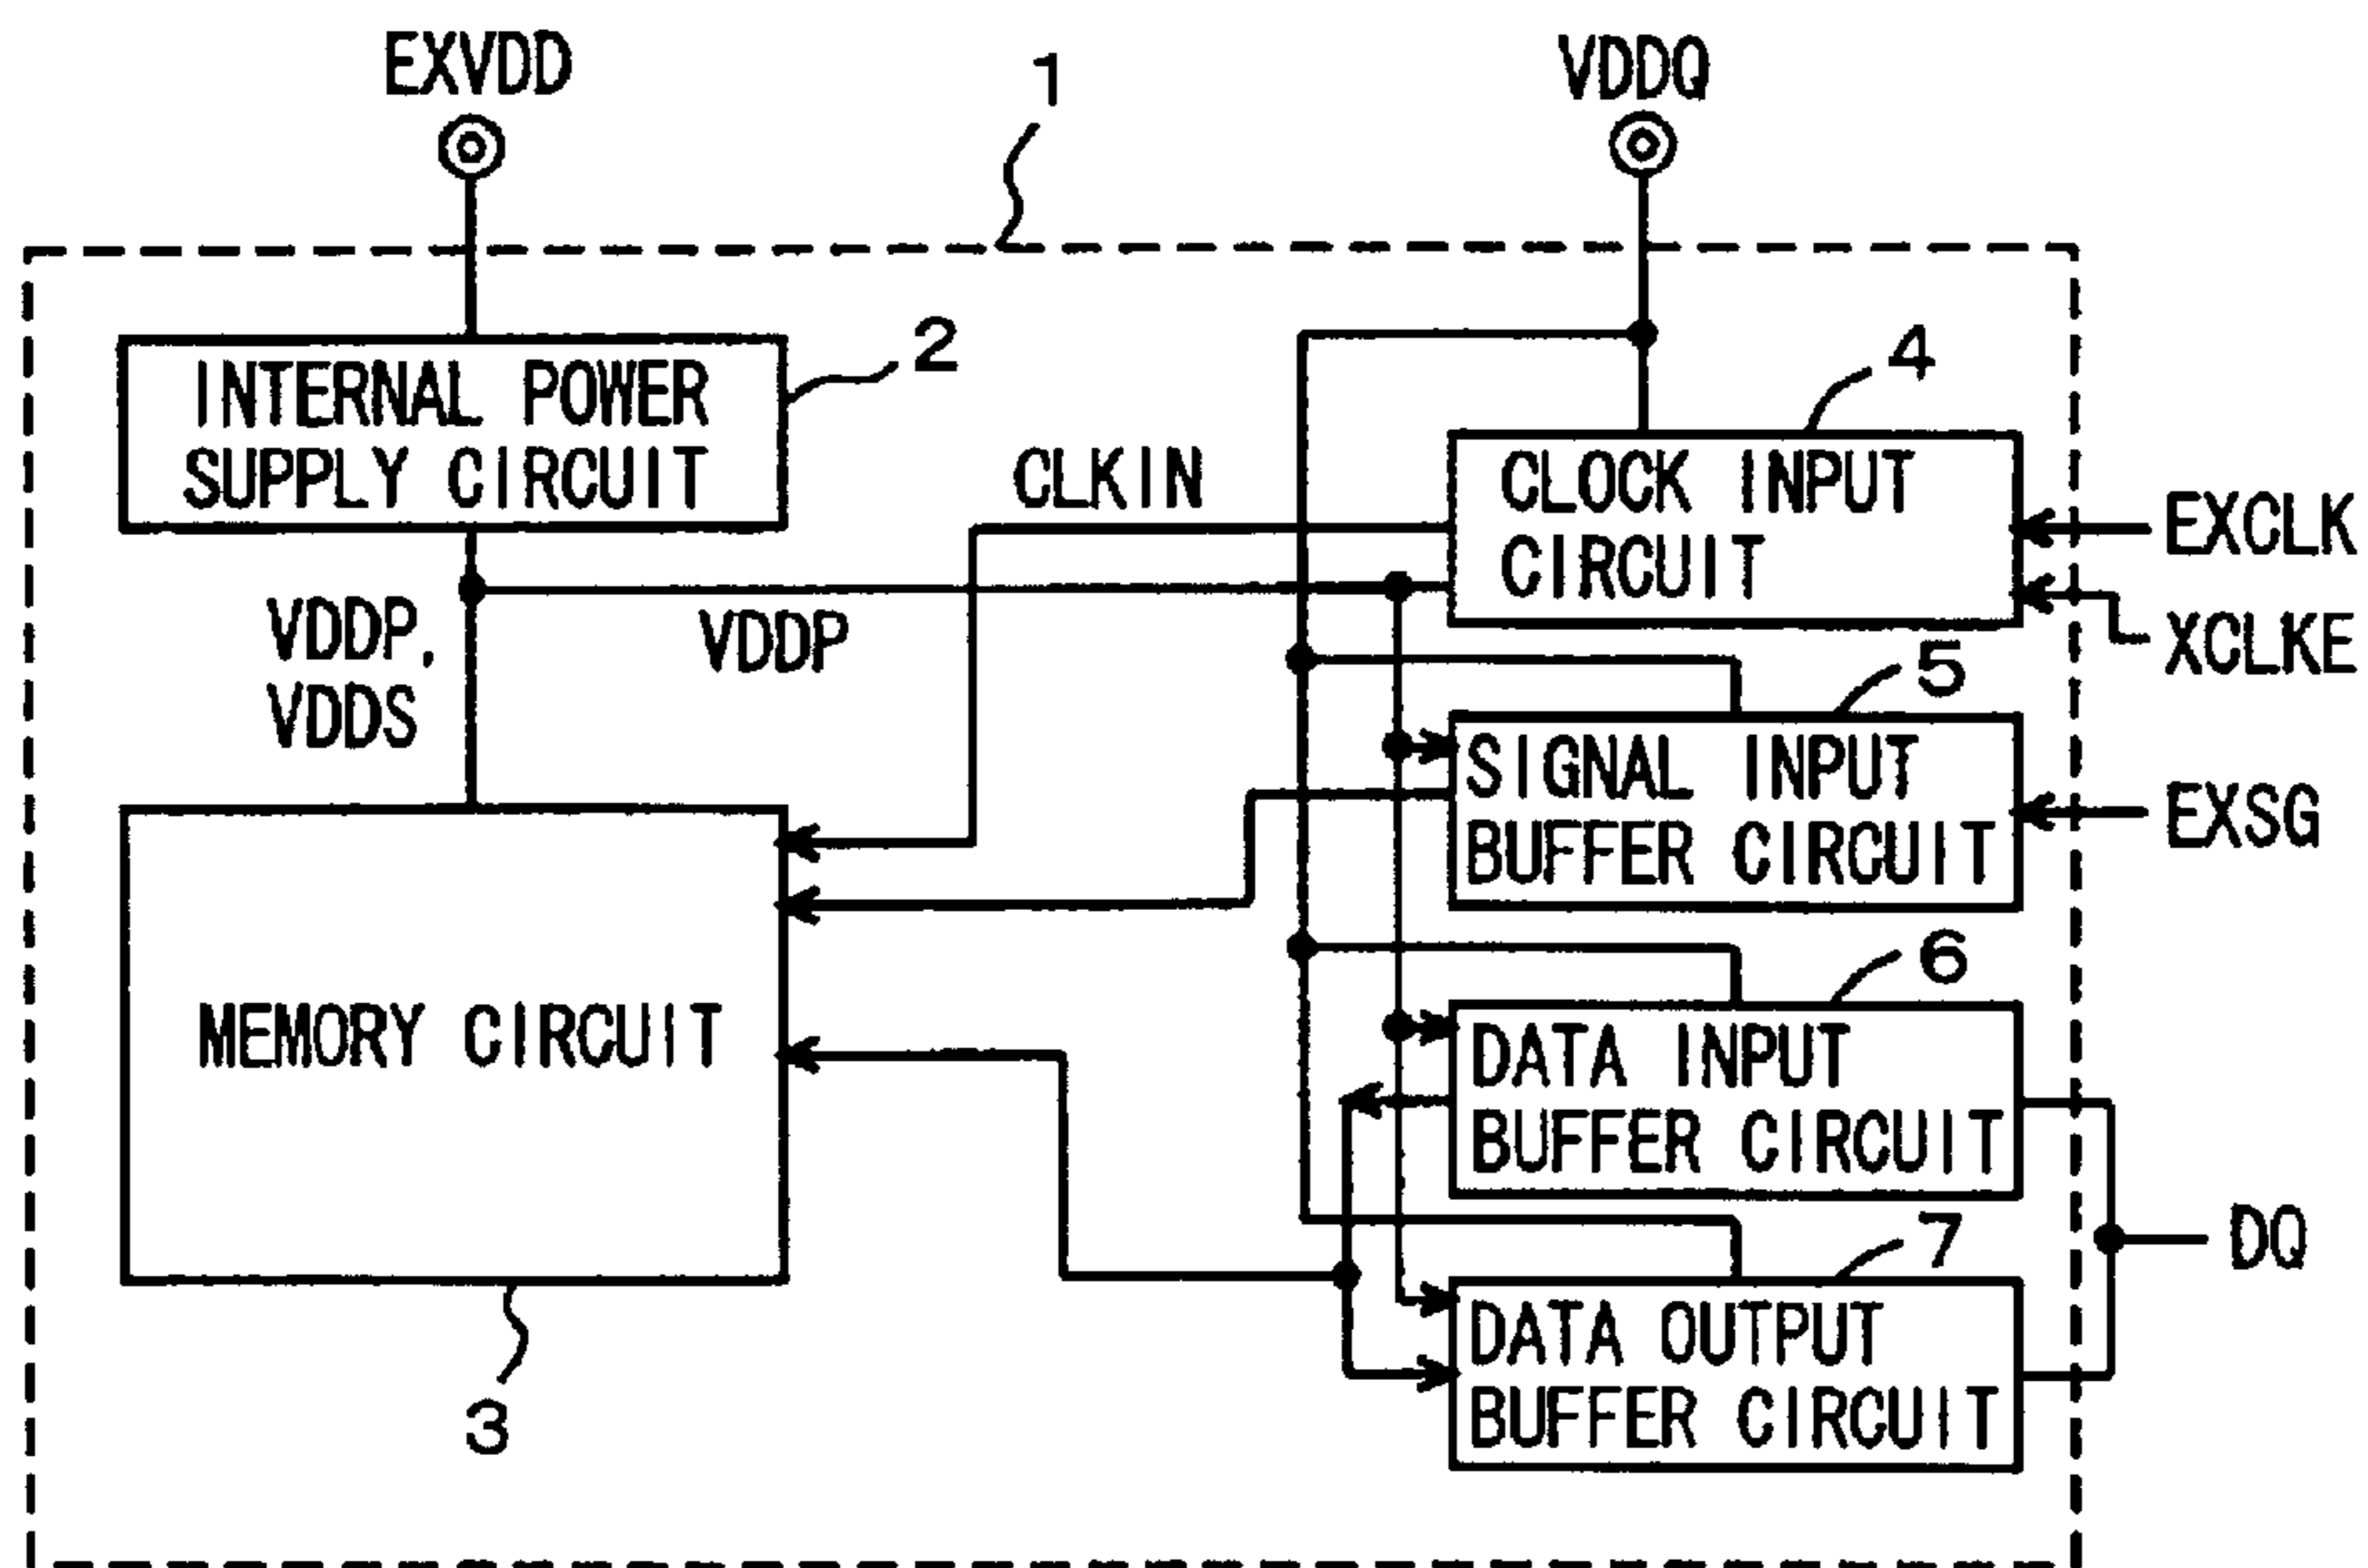 EXVDD
1
VDDQ
INTERNAL POWER
SUPPLY CIRCUIT
2
4
CLKIN
CLOCK INPUT
CIRCUIT
EXCLK
XCLKE
VDDP,
VDDS
VDDP
5
SIGNAL INPUT
BUFFER CIRCUIT
EXSG
MEMORY CIRCUIT
6
DATA INPUT
BUFFER CIRCUIT
DQ
7
DATA OUTPUT
BUFFER CIRCUIT
3